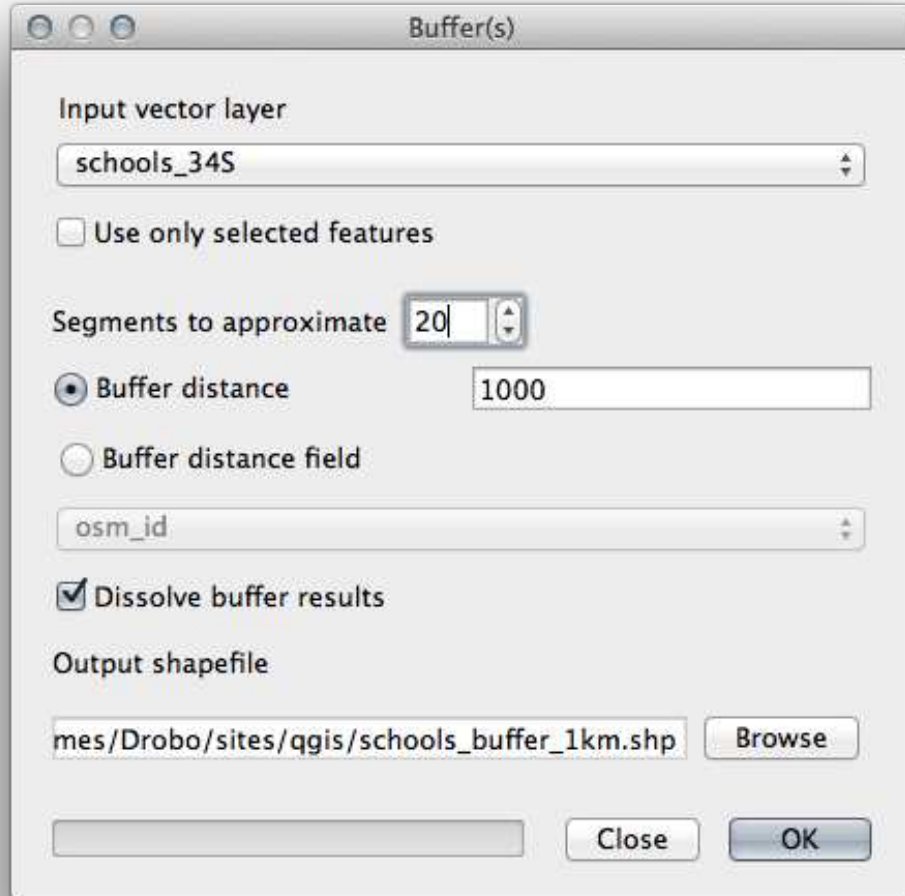 Buffer(s)
Input vector layer
schools_34S
Use only selected features
Segments to approximate 20
Buffer distance 1000
Buffer distance field
osm_id
Dissolve buffer results
Output shapefile
mes/Drobo/sites/qgis/schools_buffer_1km.shp Browse
Close OK